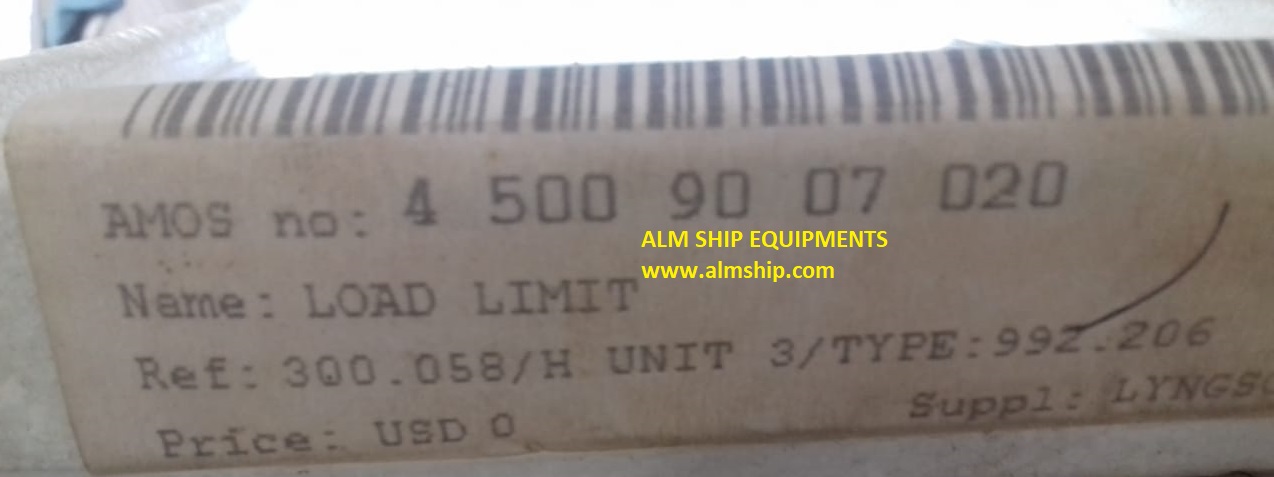 AMOS no: 4 500 90 07 020
ALM SHIP EQUIPMENTS
www.almship.com
Name: LOAD LIMIT
Ref: 300.058/H UNIT 3/TYPE:992.206
Suppl: LYNGSO
Price: USD 0